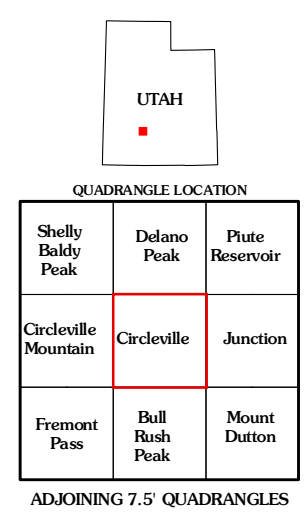 UTAH
QUADRANGLE LOCATION
Shelly
Baldy
Peak
Delano
Peak
Piute
Reservoir
Circleville
Mountain
Circleville
Junction
Fremont
Pass
Bull
Rush
Peak
Mount
Dutton
ADJOINING 7.5' QUADRANGLES